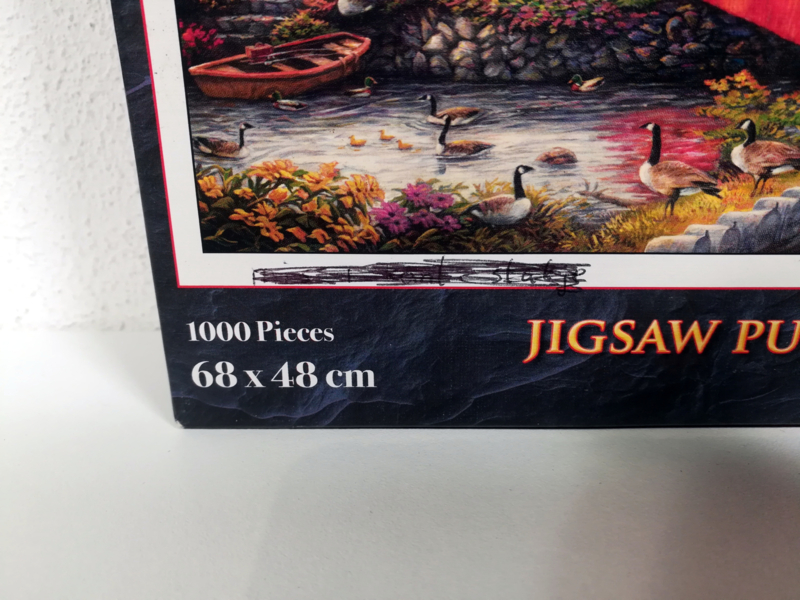 1000 Pieces
68 x 48 cm
JIGSAW PU